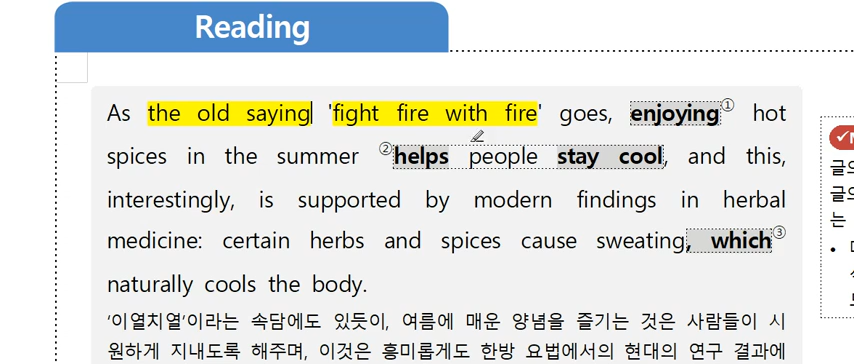 Reading
As the old saying 'fight fire with fire' goes, enjoying① hot
spices in the summer ②helps people stay cool, and this,
interestingly, is supported by modern findings in herbal
medicine: certain herbs and spices cause sweating, which③
naturally cools the body.
'이열치열'이라는 속담에도 있듯이, 여름에 매운 양념을 즐기는 것은 사람들이 시
원하게 지내도록 해주며, 이것은 흥미롭게도 한방 요법에서의 현대의 연구 결과에
는